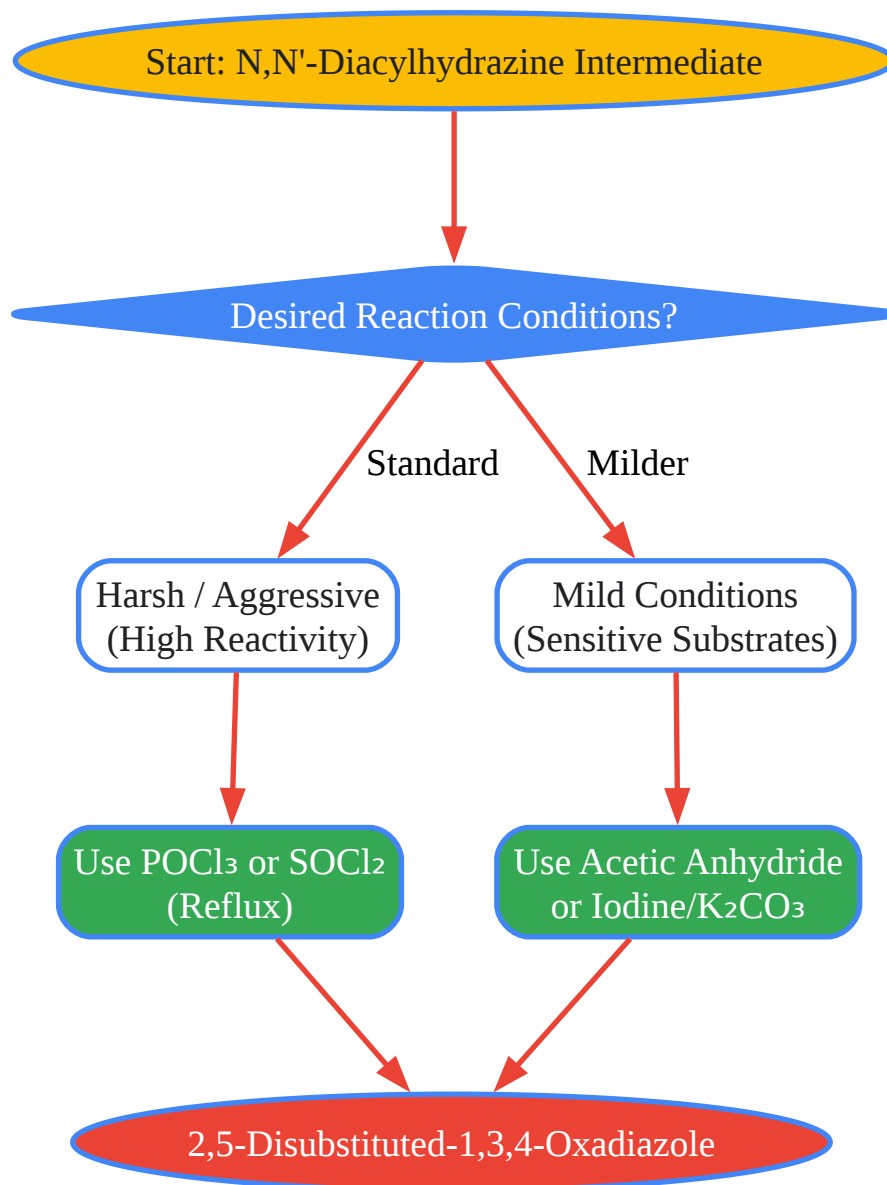 Start: N,N'-Diacylhydrazine Intermediate
Desired Reaction Conditions?
Standard
Milder
Harsh / Aggressive
(High Reactivity)
Mild Conditions
(Sensitive Substrates)
Use POCl₃ or SOCl₂
(Reflux)
Use Acetic Anhydride
or Iodine/K₂CO₃
2,5-Disubstituted-1,3,4-Oxadiazole